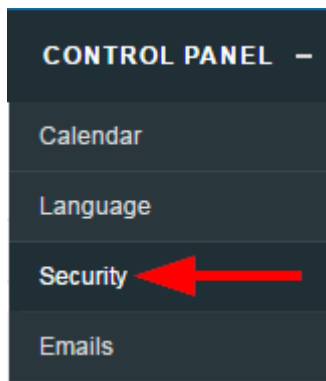 CONTROL PANEL –
Calendar
Language
Security
Emails